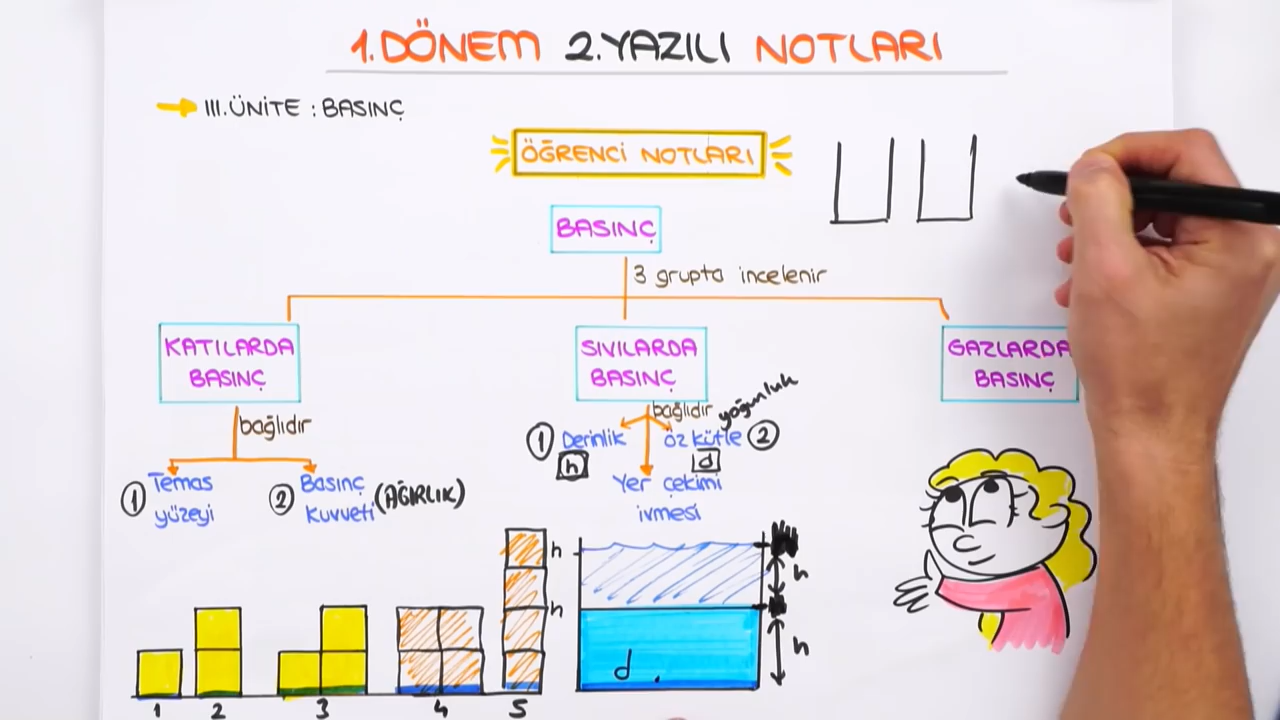 1.DÖNEM 2.YAZILI NOTLARI
III.ÜNİTE : BASINÇ
ÖĞRENCİ NOTLARI
BASINÇ
3 grupta incelenir
KATILARDA
BASINÇ
SIVILARDA
BASINÇ
GAZLARDA
BASINÇ
bağlıdır
1 Temas
yüzeyi
2 Basınç
kuvveti (AĞIRLIK)
bağlıdır
yoğunluk
1 Derinlik
h
öz kütle 2
d
Yer çekimi
ivmesi
h
h
h
h
d
1 2 3 4 5